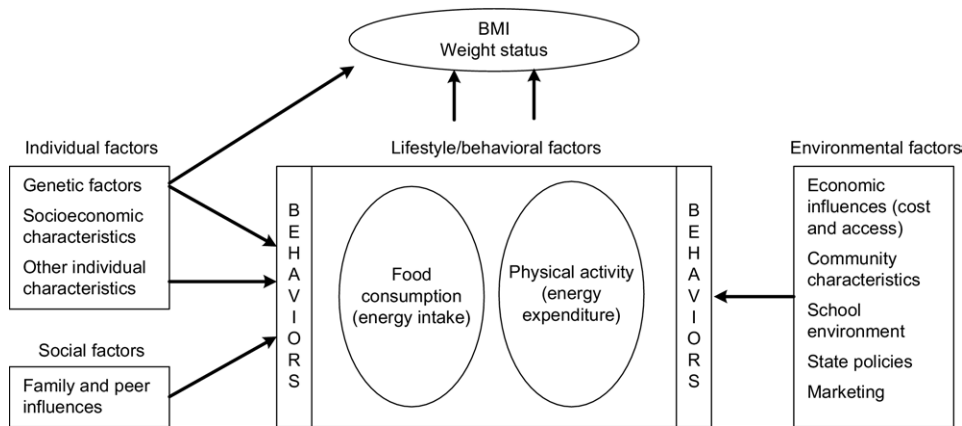 BMI
Weight status
Individual factors
Genetic factors
Socioeconomic
characteristics
Other individual
characteristics
Social factors
Family and peer
influences
Lifestyle/behavioral factors
BEHAVIORS
Food
consumption
(energy intake)
Physical activity
(energy
expenditure)
BEHAVIORS
Environmental factors
Economic
influences (cost
and access)
Community
characteristics
School
environment
State policies
Marketing